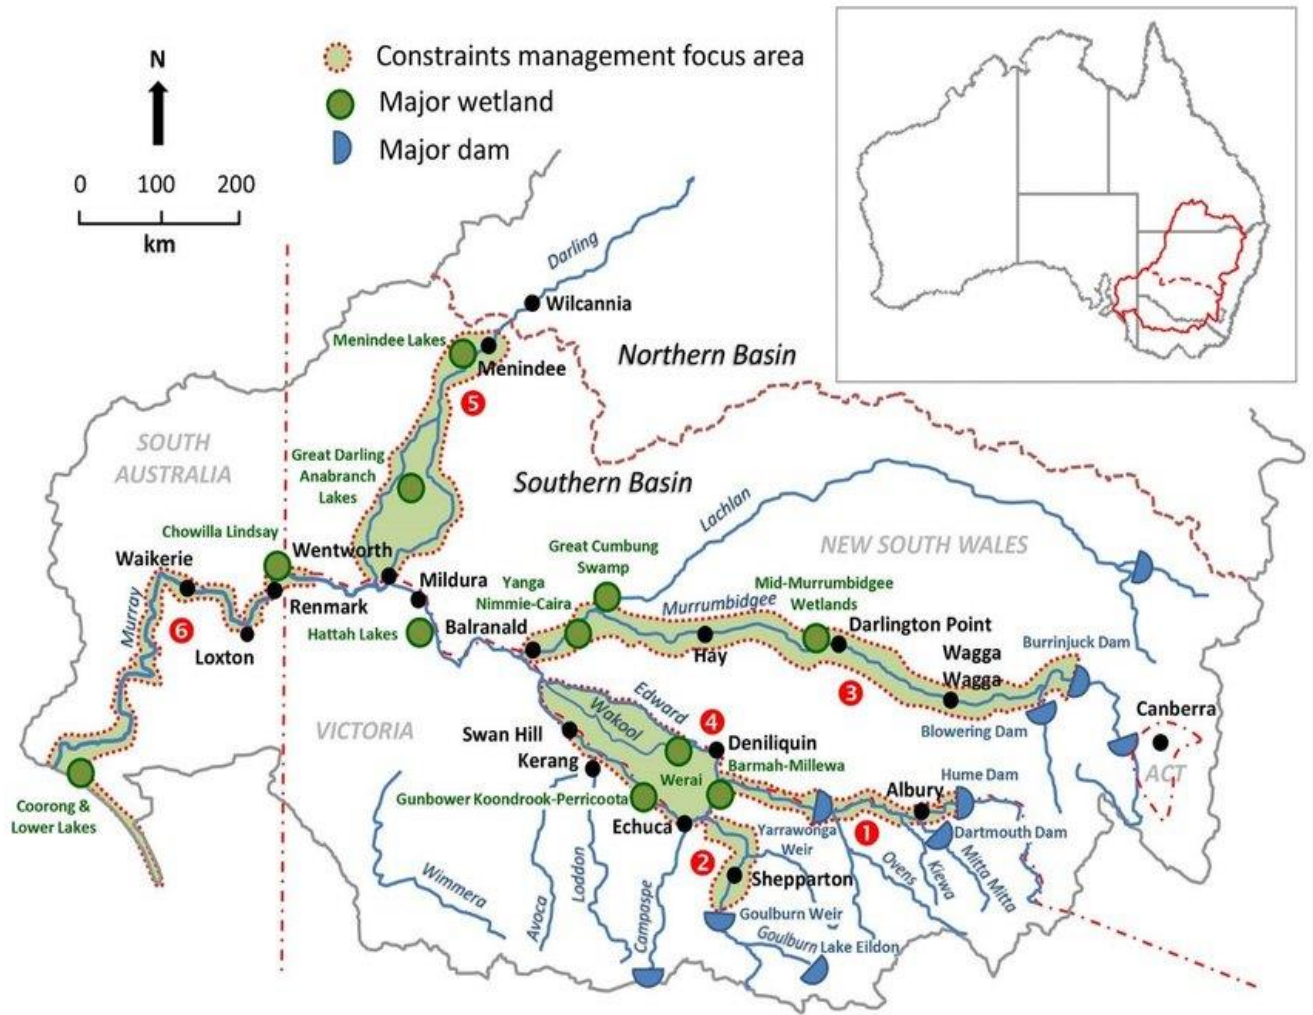 N
0 100 200
km
Constraints management focus area
Major wetland
Major dam
Darling
Wilcannia
Menindee Lakes
Menindee
Northern Basin
5
SOUTH
AUSTRALIA
Great Darling
Anabranch
Lakes
Southern Basin
Lachlan
NEW SOUTH WALES
Chowilla Lindsay
Waikerie
Wentworth
Great Cumbung
Swamp
Yanga
Nimmie-Caira
Mildura
Renmark
Murray
6
Loxton
Hattah Lakes
Balranald
Murrumbidgee
Mid-Murrumbidgee
Wetlands
Darlington Point
Hay
Wagga
Wagga
Burrinjuck Dam
3
Blowering Dam
Canberra
ACT
VICTORIA
Edward
Wakool
4
Swan Hill
Kerang
Deniliquin
Barmah-Millewa
Werai
Gunbower Koondrook-Perricoota
Echuca
Albury
Hume Dam
Coorong &
Lower Lakes
Yarrawonga
Weir
1
Dartmouth Dam
2
Shepparton
Ovens
Kiewa
Mitta Mitta
Wimmera
Avoca
Loddon
Campaspe
Goulburn Weir
Goulburn
Lake Eildon